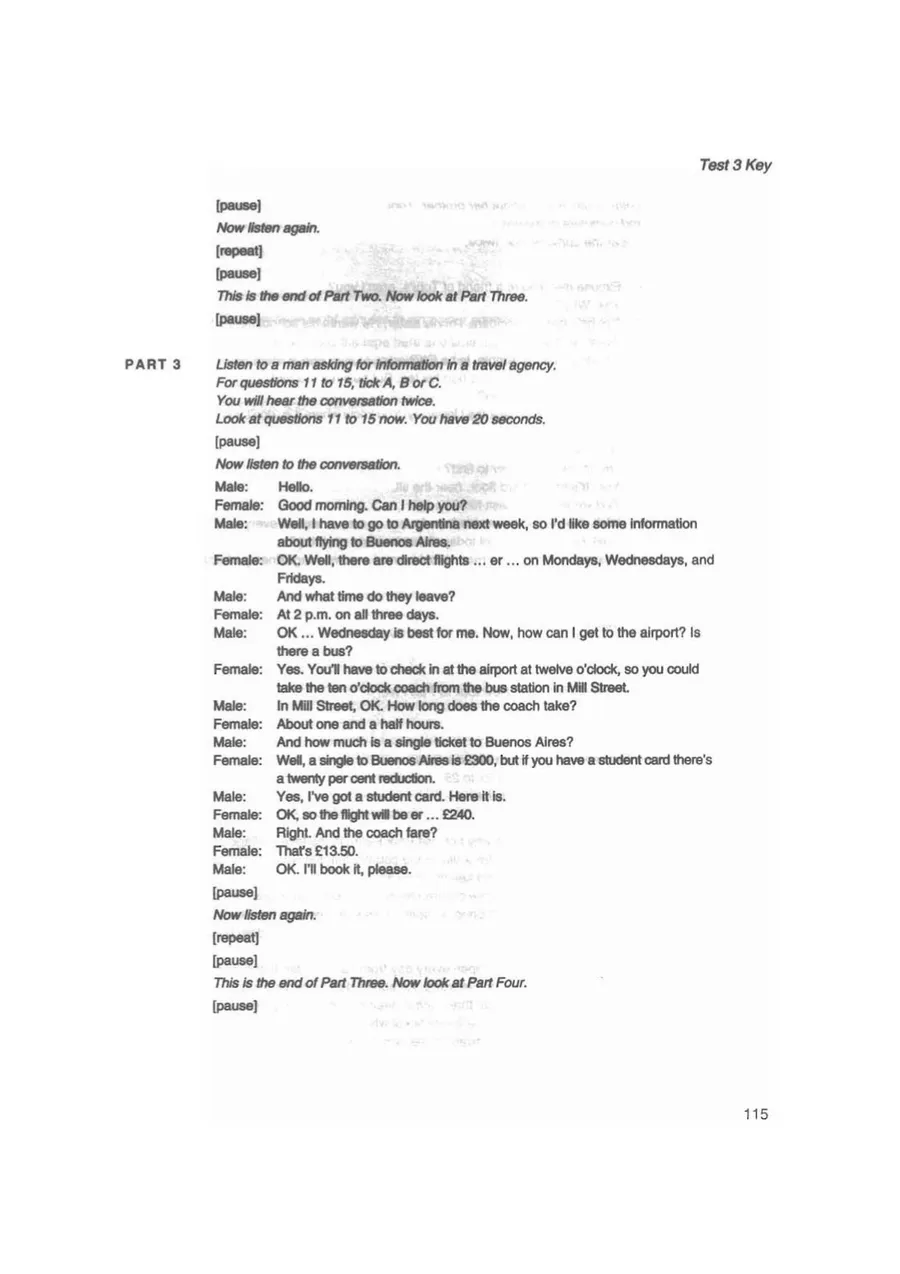 Test 3 Key
[pause]
Now listen again.
[repeat]
[pause]
This is the end of Part Two. Now look at Part Three.
[pause]
PART 3 Listen to a man asking for information in a travel agency.
For questions 11 to 15, tick A, B or C.
You will hear the conversation twice.
Look at questions 11 to 15 now. You have 20 seconds.
[pause]
Now listen to the conversation.
Male: Hello.
Female: Good morning. Can I help you?
Male: Well, I have to go to Argentina next week, so I'd like some information
about flying to Buenos Aires.
Female: OK. Well, there are direct flights ... er ... on Mondays, Wednesdays, and
Fridays.
Male: And what time do they leave?
Female: At 2 p.m. on all three days.
Male: OK ... Wednesday is best for me. Now, how can I get to the airport? Is
there a bus?
Female: Yes. You'll have to check in at the airport at twelve o'clock, so you could
take the ten o'clock coach from the bus station in Mill Street.
Male: In Mill Street, OK. How long does the coach take?
Female: About one and a half hours.
Male: And how much is a single ticket to Buenos Aires?
Female: Well, a single to Buenos Aires is £300, but if you have a student card there's
a twenty per cent reduction.
Male: Yes, I've got a student card. Here it is.
Female: OK, so the flight will be er ... £240.
Male: Right. And the coach fare?
Female: That's £13.50.
Male: OK. I'll book it, please.
[pause]
Now listen again.
[repeat]
[pause]
This is the end of Part Three. Now look at Part Four.
[pause]
115